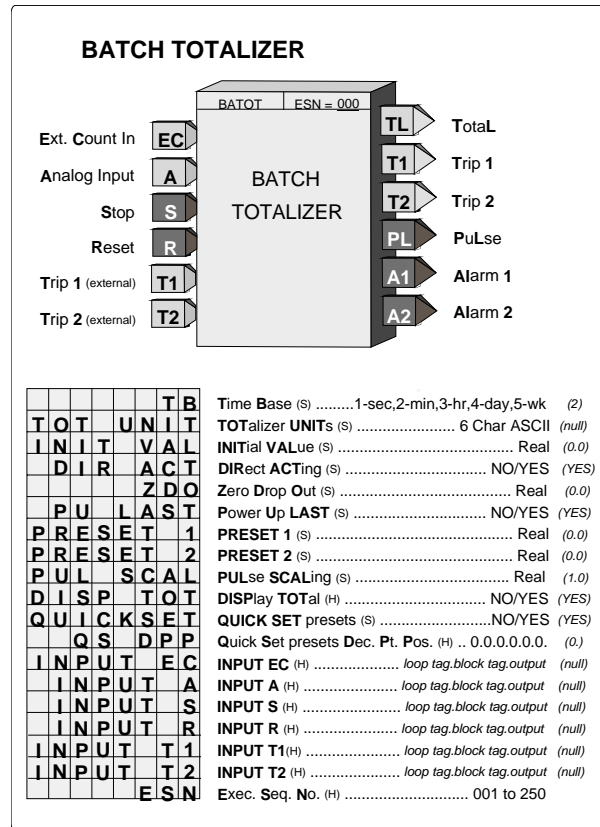 BATCH TOTALIZER
BATOT ESN = 000
Ext. Count In EC
Analog Input A
Stop S
Reset R
Trip 1 (external) T1
Trip 2 (external) T2
BATCH
TOTALIZER
TL TotaL
T1 Trip 1
T2 Trip 2
PL PuLse
A1 Alarm 1
A2 Alarm 2
TB Time Base (S) .........1-sec,2-min,3-hr,4-day,5-wk (2)
TOT UNIT TOTalizer UNITs (S) ................................ 6 Char ASCII (null)
INIT VAL INITial VALue (S) ............................................. Real (0.0)
DIR ACT DIRect ACTing (S) ..................................... NO/YES (YES)
ZDO Zero Drop Out (S) ............................................ Real (0.0)
PU LAST Power Up LAST (S) .................................... NO/YES (YES)
PRESET 1 PRESET 1 (S) ................................................... Real (0.0)
PRESET 2 PRESET 2 (S) ................................................... Real (0.0)
PUL SCAL PULse SCALing (S) ......................................... Real (1.0)
DISP TOT DISPlay TOTal (H) ..................................... NO/YES (YES)
QUICKSET QUICK SET presets (S) ..............................NO/YES (YES)
QS DPP Quick Set presets Dec. Pt. Pos. (H) .. 0.0.0.0.0.0. (0.)
INPUT EC INPUT EC (H) ..................... loop tag.block tag.output (null)
INPUT A INPUT A (H) ........................ loop tag.block tag.output (null)
INPUT S INPUT S (H) ........................ loop tag.block tag.output (null)
INPUT R INPUT R (H) ........................ loop tag.block tag.output (null)
INPUT T1 INPUT T1(H) ....................... loop tag.block tag.output (null)
INPUT T2 INPUT T2 (H) ...................... loop tag.block tag.output (null)
ESN Exec. Seq. No. (H) ............................. 001 to 250